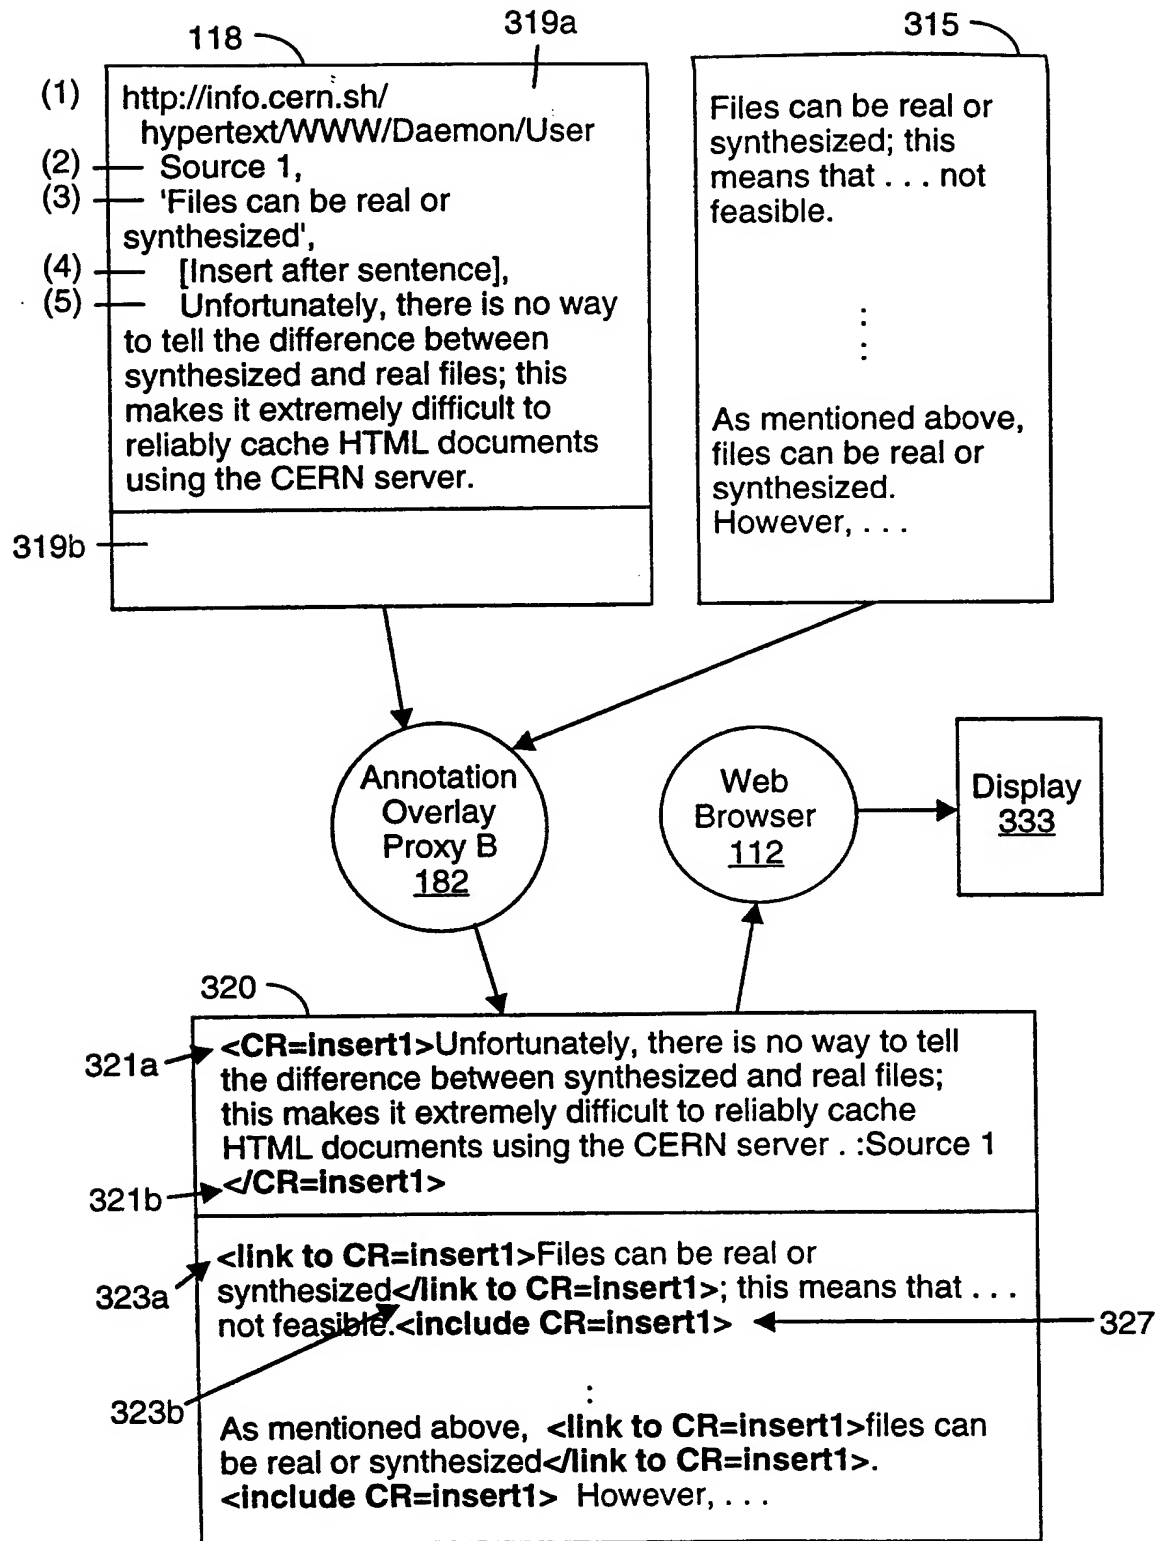 118
319a
315
(1) http://info.cern.sh/
hypertext/WWW/Daemon/User
(2) Source 1,
(3) 'Files can be real or
synthesized',
(4) [Insert after sentence],
(5) Unfortunately, there is no way
to tell the difference between
synthesized and real files; this
makes it extremely difficult to
reliably cache HTML documents
using the CERN server.
319b
Files can be real or
synthesized; this
means that . . . not
feasible.
As mentioned above,
files can be real or
synthesized.
However, . . .
Annotation
Overlay
Proxy B
182
Web
Browser
112
Display
333
320
321a
<CR=insert1>Unfortunately, there is no way to tell
the difference between synthesized and real files;
this makes it extremely difficult to reliably cache
HTML documents using the CERN server . :Source 1
</CR=insert1>
321b
<link to CR=insert1>Files can be real or
323a
synthesized</link to CR=insert1>; this means that . . .
not feasible.<include CR=insert1>
327
323b
As mentioned above, <link to CR=insert1>files can
be real or synthesized</link to CR=insert1>.
<include CR=insert1> However, . . .